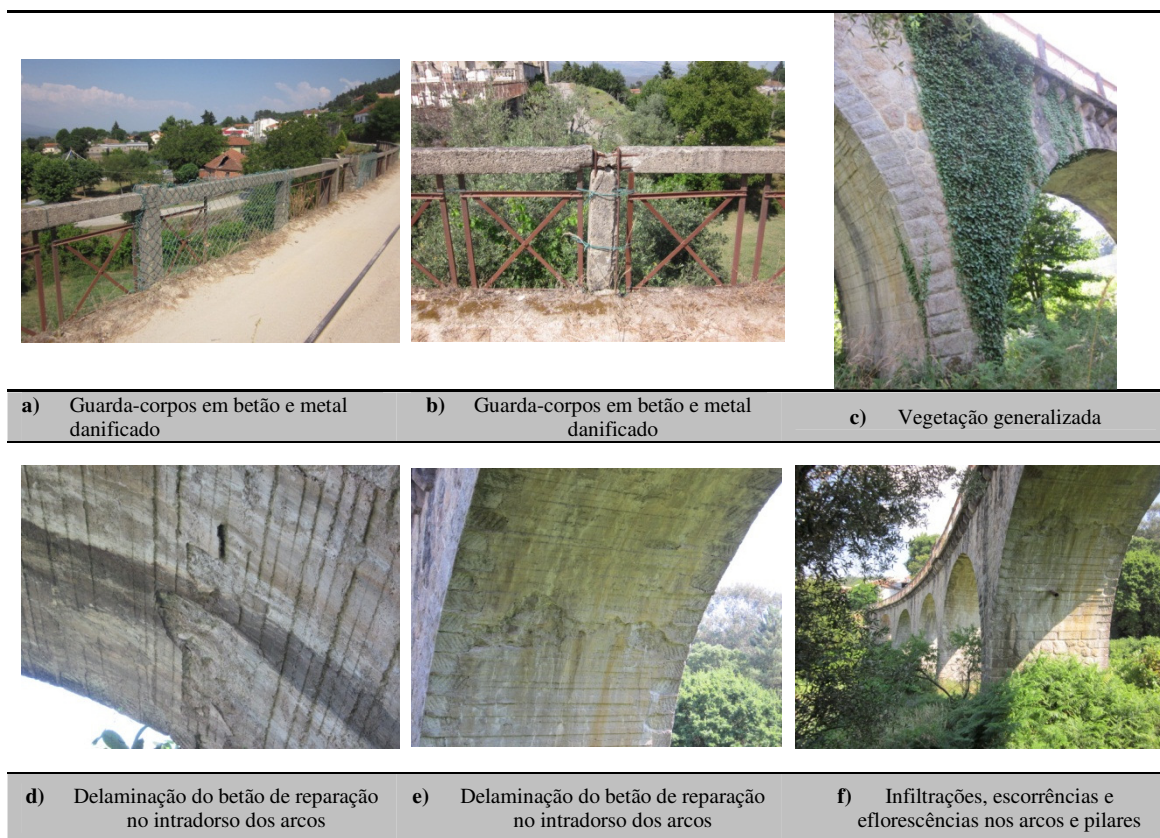 a) Guarda-corpos em betão e metal
danificado
b) Guarda-corpos em betão e metal
danificado
c) Vegetação generalizada
d) Delaminação do betão de reparação
no intradorso dos arcos
e) Delaminação do betão de reparação
no intradorso dos arcos
f) Infiltrações, escorrências e
eflorescências nos arcos e pilares